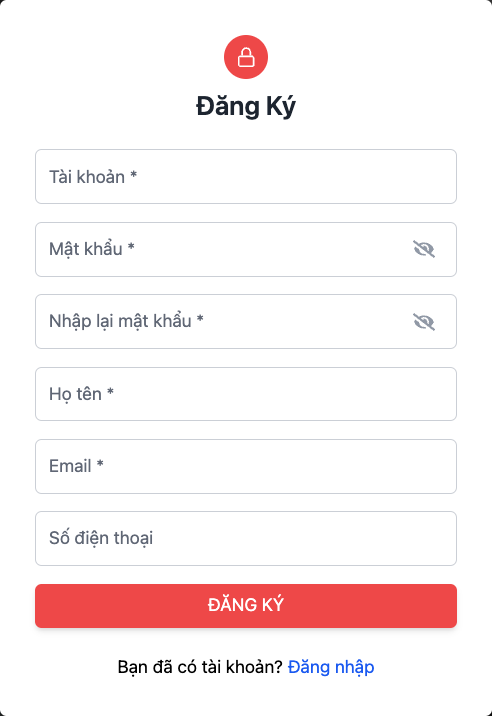 Đăng Ký
Tài khoản *
Mật khẩu *
Nhập lại mật khẩu *
Họ tên *
Email *
Số điện thoại
ĐĂNG KÝ
Bạn đã có tài khoản? Đăng nhập